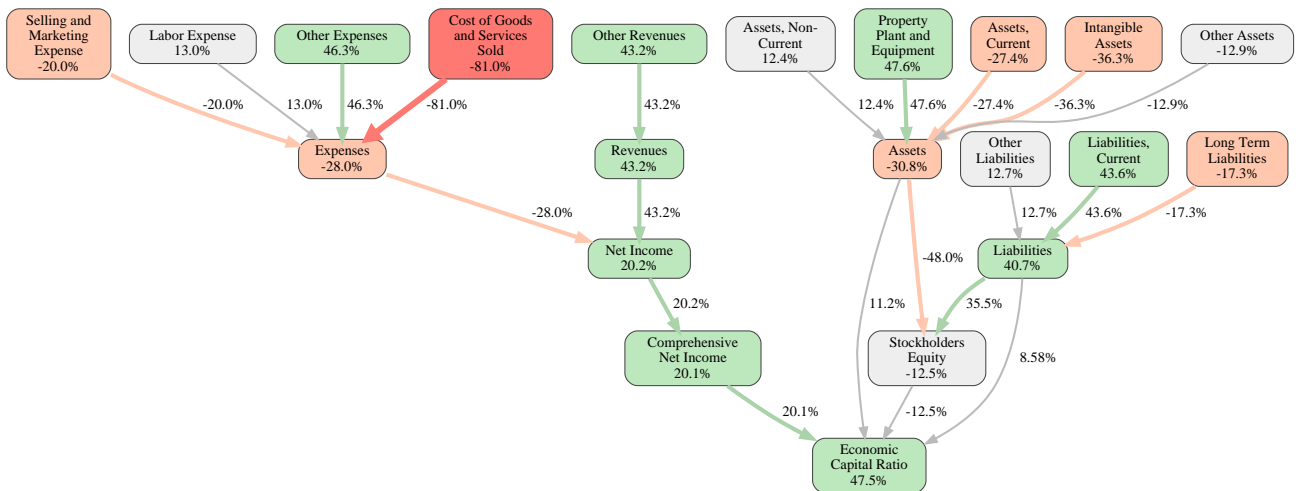 Selling and
Marketing
Expense
-20.0%
Labor Expense
13.0%
Other Expenses
46.3%
Cost of Goods
and Services
Sold
-81.0%
Other Revenues
43.2%
Assets, Non-
Current
12.4%
Property
Plant and
Equipment
47.6%
Assets,
Current
-27.4%
Intangible
Assets
-36.3%
Other Assets
-12.9%
-20.0%
13.0%
46.3%
-81.0%
43.2%
12.4%
47.6%
-27.4%
-36.3%
-12.9%
Expenses
-28.0%
Revenues
43.2%
Assets
-30.8%
Other
Liabilities
12.7%
Liabilities,
Current
43.6%
Long Term
Liabilities
-17.3%
-28.0%
43.2%
12.7%
43.6%
-17.3%
Net Income
20.2%
-48.0%
Liabilities
40.7%
20.2%
11.2%
35.5%
Comprehensive
Net Income
20.1%
Stockholders
Equity
-12.5%
8.58%
20.1%
-12.5%
Economic
Capital Ratio
47.5%